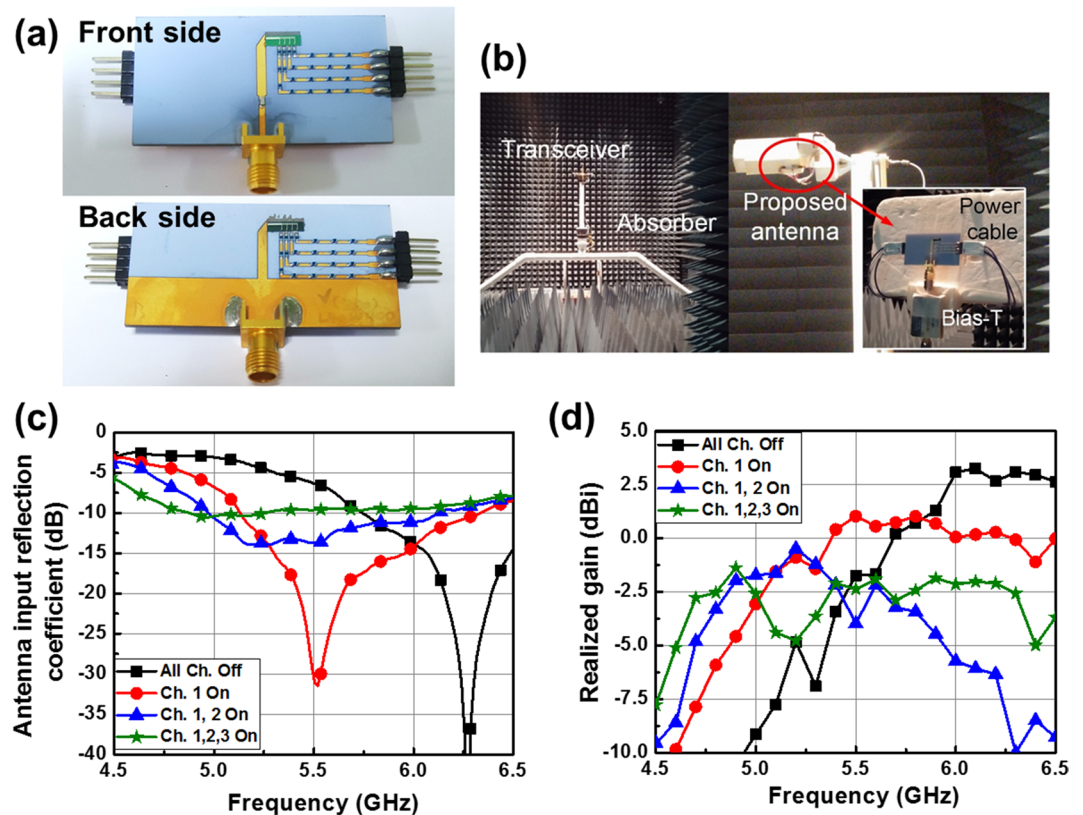 (a)
Front side
Back side
(b)
Transceiver
Absorber
Proposed
antenna
Power
cable
Bias-T
(c)
Antenna input reflection
coefficient (dB)
0
-5
-10
-15
-20
-25
-30
-35
-40
All Ch. Off
Ch. 1 On
Ch. 1, 2 On
Ch. 1,2,3 On
4.5 5.0 5.5 6.0 6.5
Frequency (GHz)
(d)
Realized gain (dBi)
5.0
2.5
0.0
-2.5
-5.0
-7.5
-10.0
All Ch. Off
Ch. 1 On
Ch. 1, 2 On
Ch. 1,2,3 On
4.5 5.0 5.5 6.0 6.5
Frequency (GHz)